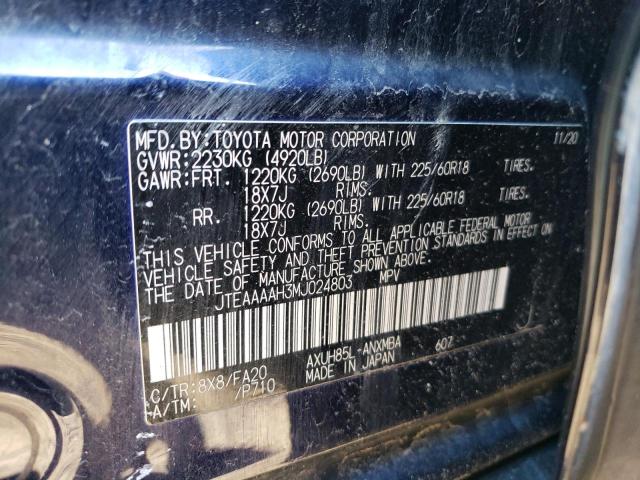 MFD. BY: TOYOTA MOTOR CORPORATION 11/20
GVWR: 2230KG (4920LB)
GAWR: FRT. 1220KG (2690LB) WITH 225/60R18 TIRES.
18X7J RIMS.
RR. 1220KG (2690LB) WITH 225/60R18 TIRES.
18X7J RIMS.
THIS VEHICLE CONFORMS TO ALL APPLICABLE FEDERAL MOTOR
VEHICLE SAFETY AND THEFT PREVENTION STANDARDS IN EFFECT ON
THE DATE OF MANUFACTURE SHOWN ABOVE.
JTEAAAAH3MJ024803 MPV
C/TR: 8X8/FA20 AXUH85L-ANXMBA 607
A/TM: /P710 MADE IN JAPAN